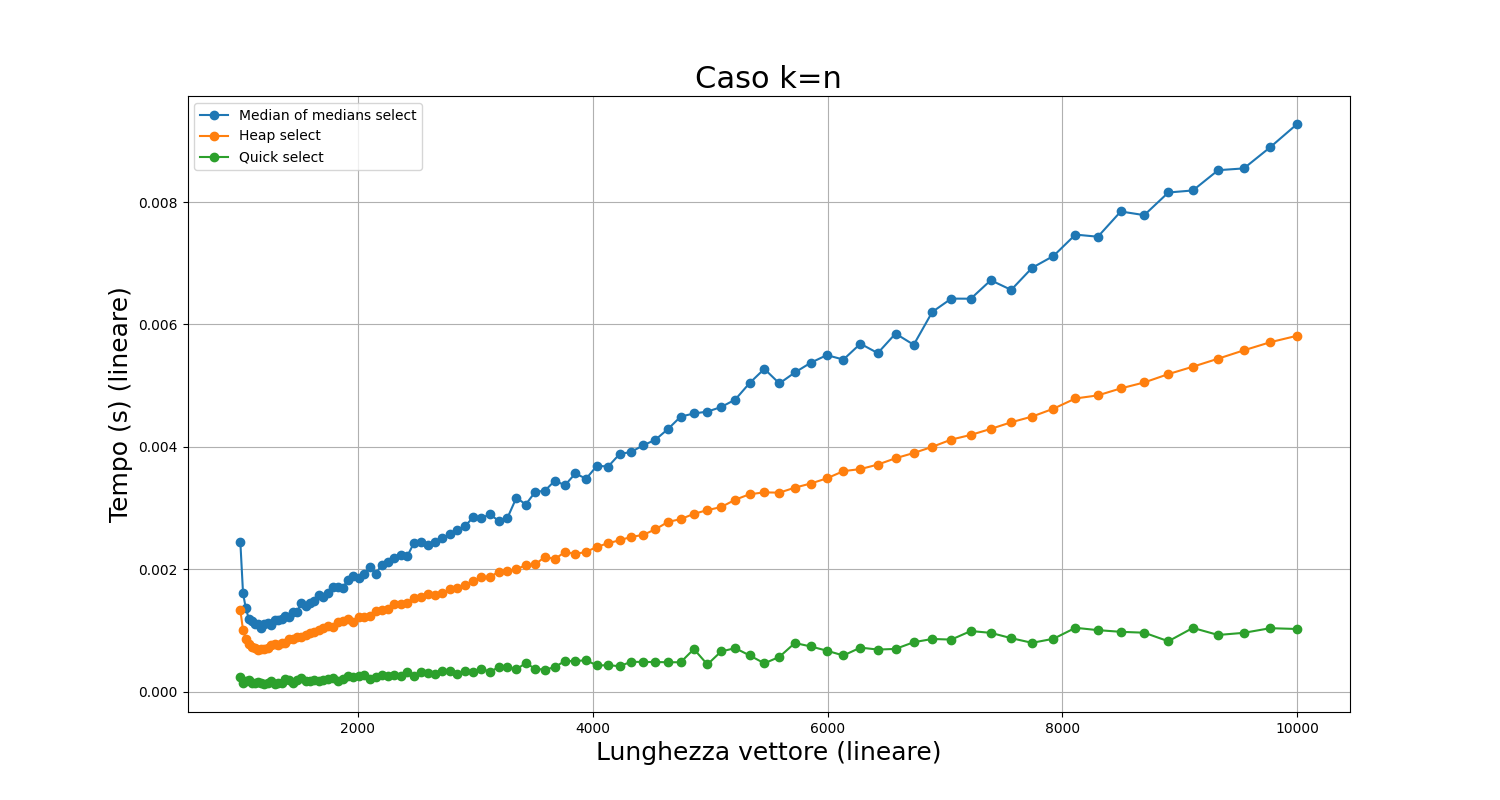 Caso k=n
Median of medians select
Heap select
Quick select
0.008
0.006
0.004
0.002
0.000
Tempo (s) (lineare)
2000 4000 6000 8000 10000
Lunghezza vettore (lineare)